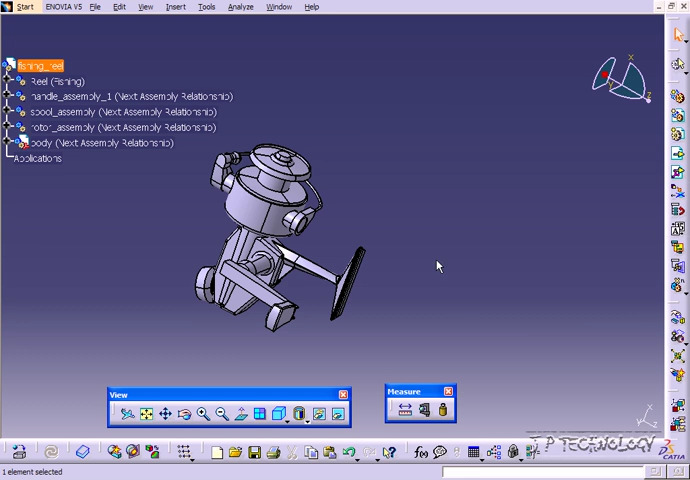 Start ENOVIA V5 File Edit View Insert Tools Analyze Window Help
fishing_reel
Reel (Fishing)
handle_assembly_1 (Next Assembly Relationship)
spool_assembly (Next Assembly Relationship)
rotor_assembly (Next Assembly Relationship)
body (Next Assembly Relationship)
Applications
X
Y
Z
View
Measure
f(x)
TP TECHNOLOGY
CATIA
1 element selected